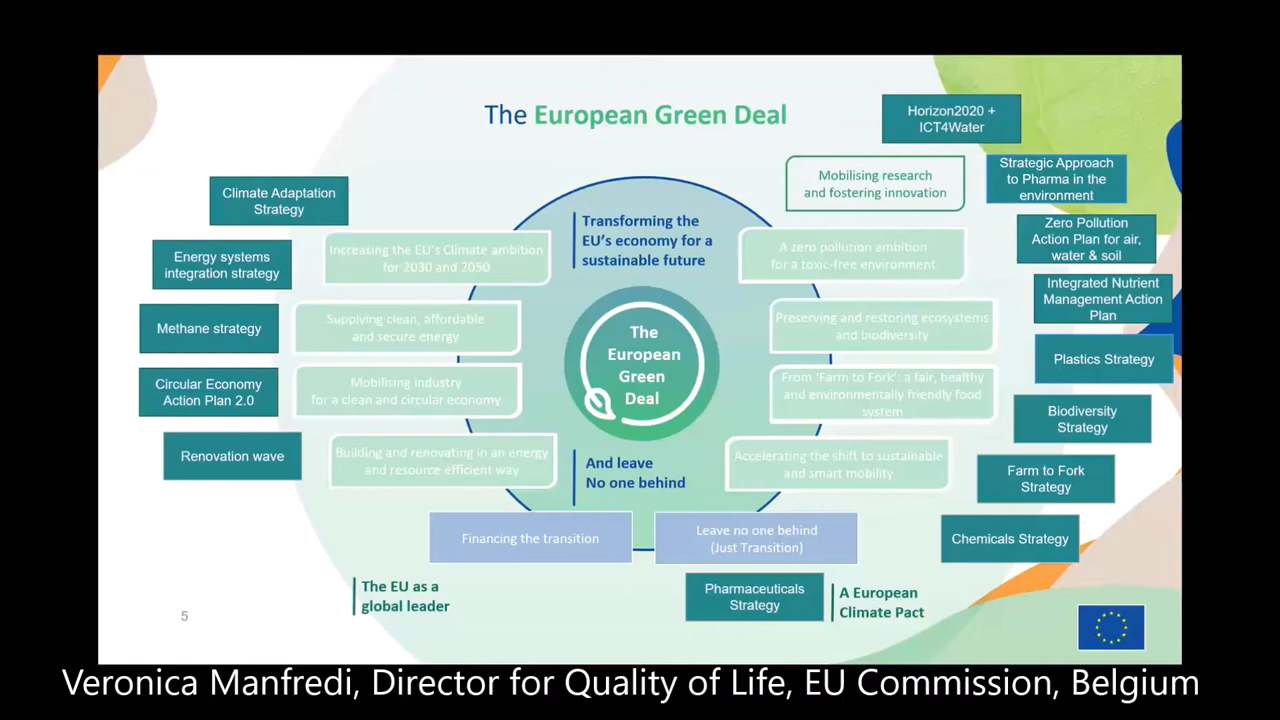 The European Green Deal
Horizon2020 +
ICT4Water
Mobilising research
and fostering innovation
Strategic Approach
to Pharma in the
environment
Climate Adaptation
Strategy
Transforming the
EU's economy for a
sustainable future
Zero Pollution
Action Plan for air,
water & soil
Energy systems
integration strategy
Increasing the EU's Climate ambition
for 2030 and 2050
A zero pollution ambition
for a toxic-free environment
Integrated Nutrient
Management Action
Plan
Methane strategy
Supplying clean, affordable
and secure energy
The
European
Green
Deal
Preserving and restoring ecosystems
and biodiversity
Plastics Strategy
Circular Economy
Action Plan 2.0
Mobilising industry
for a clean and circular economy
From ‘Farm to Fork’: a fair, healthy
and environmentally friendly food
system
Biodiversity
Strategy
Renovation wave
Building and renovating in an energy
and resource efficient way
And leave
No one behind
Accelerating the shift to sustainable
and smart mobility
Farm to Fork
Strategy
Financing the transition
Leave no one behind
(Just Transition)
Chemicals Strategy
The EU as a
global leader
Pharmaceuticals
Strategy
A European
Climate Pact
5
Veronica Manfredi, Director for Quality of Life, EU Commission, Belgium